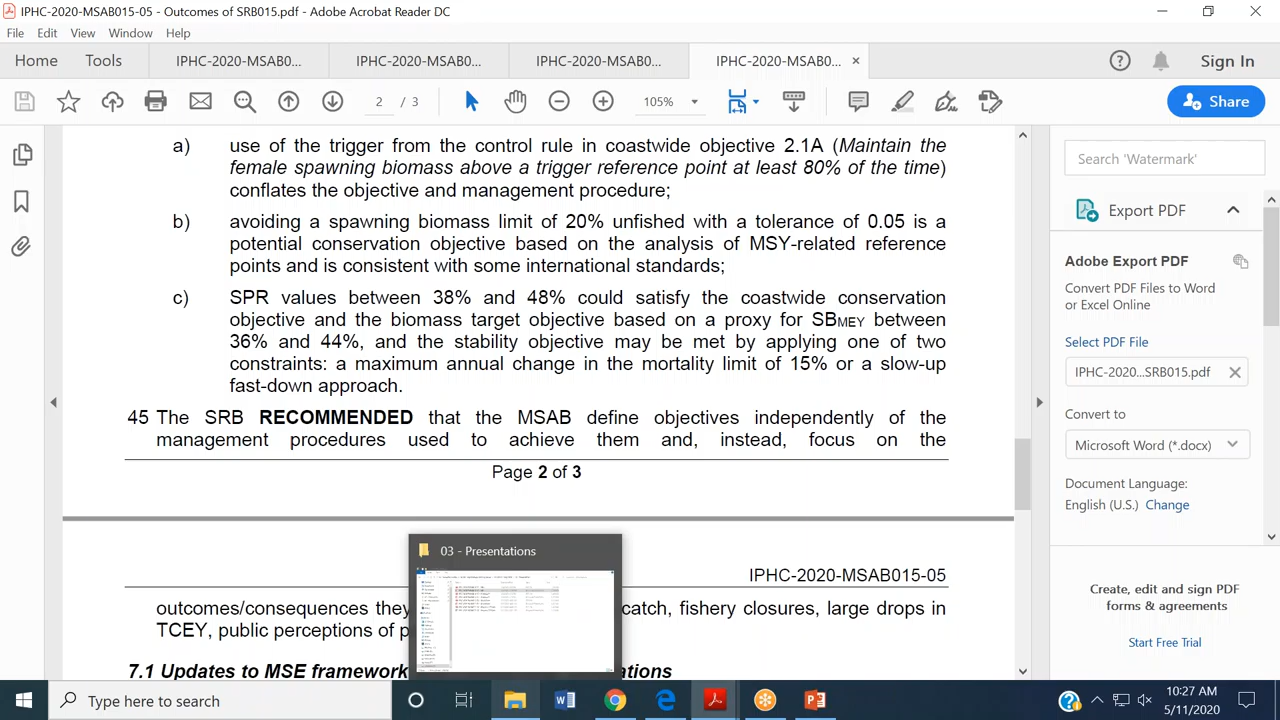 IPHC-2020-MSAB015-05 - Outcomes of SRB015.pdf - Adobe Acrobat Reader DC
File Edit View Window Help
Home Tools IPHC-2020-MSAB0... IPHC-2020-MSAB0... IPHC-2020-MSAB0... IPHC-2020-MSAB0... × Sign In
2 / 3 105% Share
a) use of the trigger from the control rule in coastwide objective 2.1A (Maintain the
female spawning biomass above a trigger reference point at least 80% of the time)
conflates the objective and management procedure;
b) avoiding a spawning biomass limit of 20% unfished with a tolerance of 0.05 is a
potential conservation objective based on the analysis of MSY-related reference
points and is consistent with some international standards;
c) SPR values between 38% and 48% could satisfy the coastwide conservation
objective and the biomass target objective based on a proxy for SBMEY between
36% and 44%, and the stability objective may be met by applying one of two
constraints: a maximum annual change in the mortality limit of 15% or a slow-up
fast-down approach.
45 The SRB RECOMMENDED that the MSAB define objectives independently of the
management procedures used to achieve them and, instead, focus on the
Page 2 of 3
IPHC-2020-MSAB015-05
outcomes/consequences they catch, fishery closures, large drops in
TCEY, public perceptions of p
7.1 Updates to MSE framework ations
03 - Presentations
Search 'Watermark'
Export PDF
Adobe Export PDF
Convert PDF Files to Word
or Excel Online
Select PDF File
IPHC-2020...SRB015.pdf
Convert to
Microsoft Word (*.docx)
Document Language:
English (U.S.) Change
Create, edit and sign PDF
forms & agreements
Start Free Trial
Type here to search
10:27 AM
5/11/2020